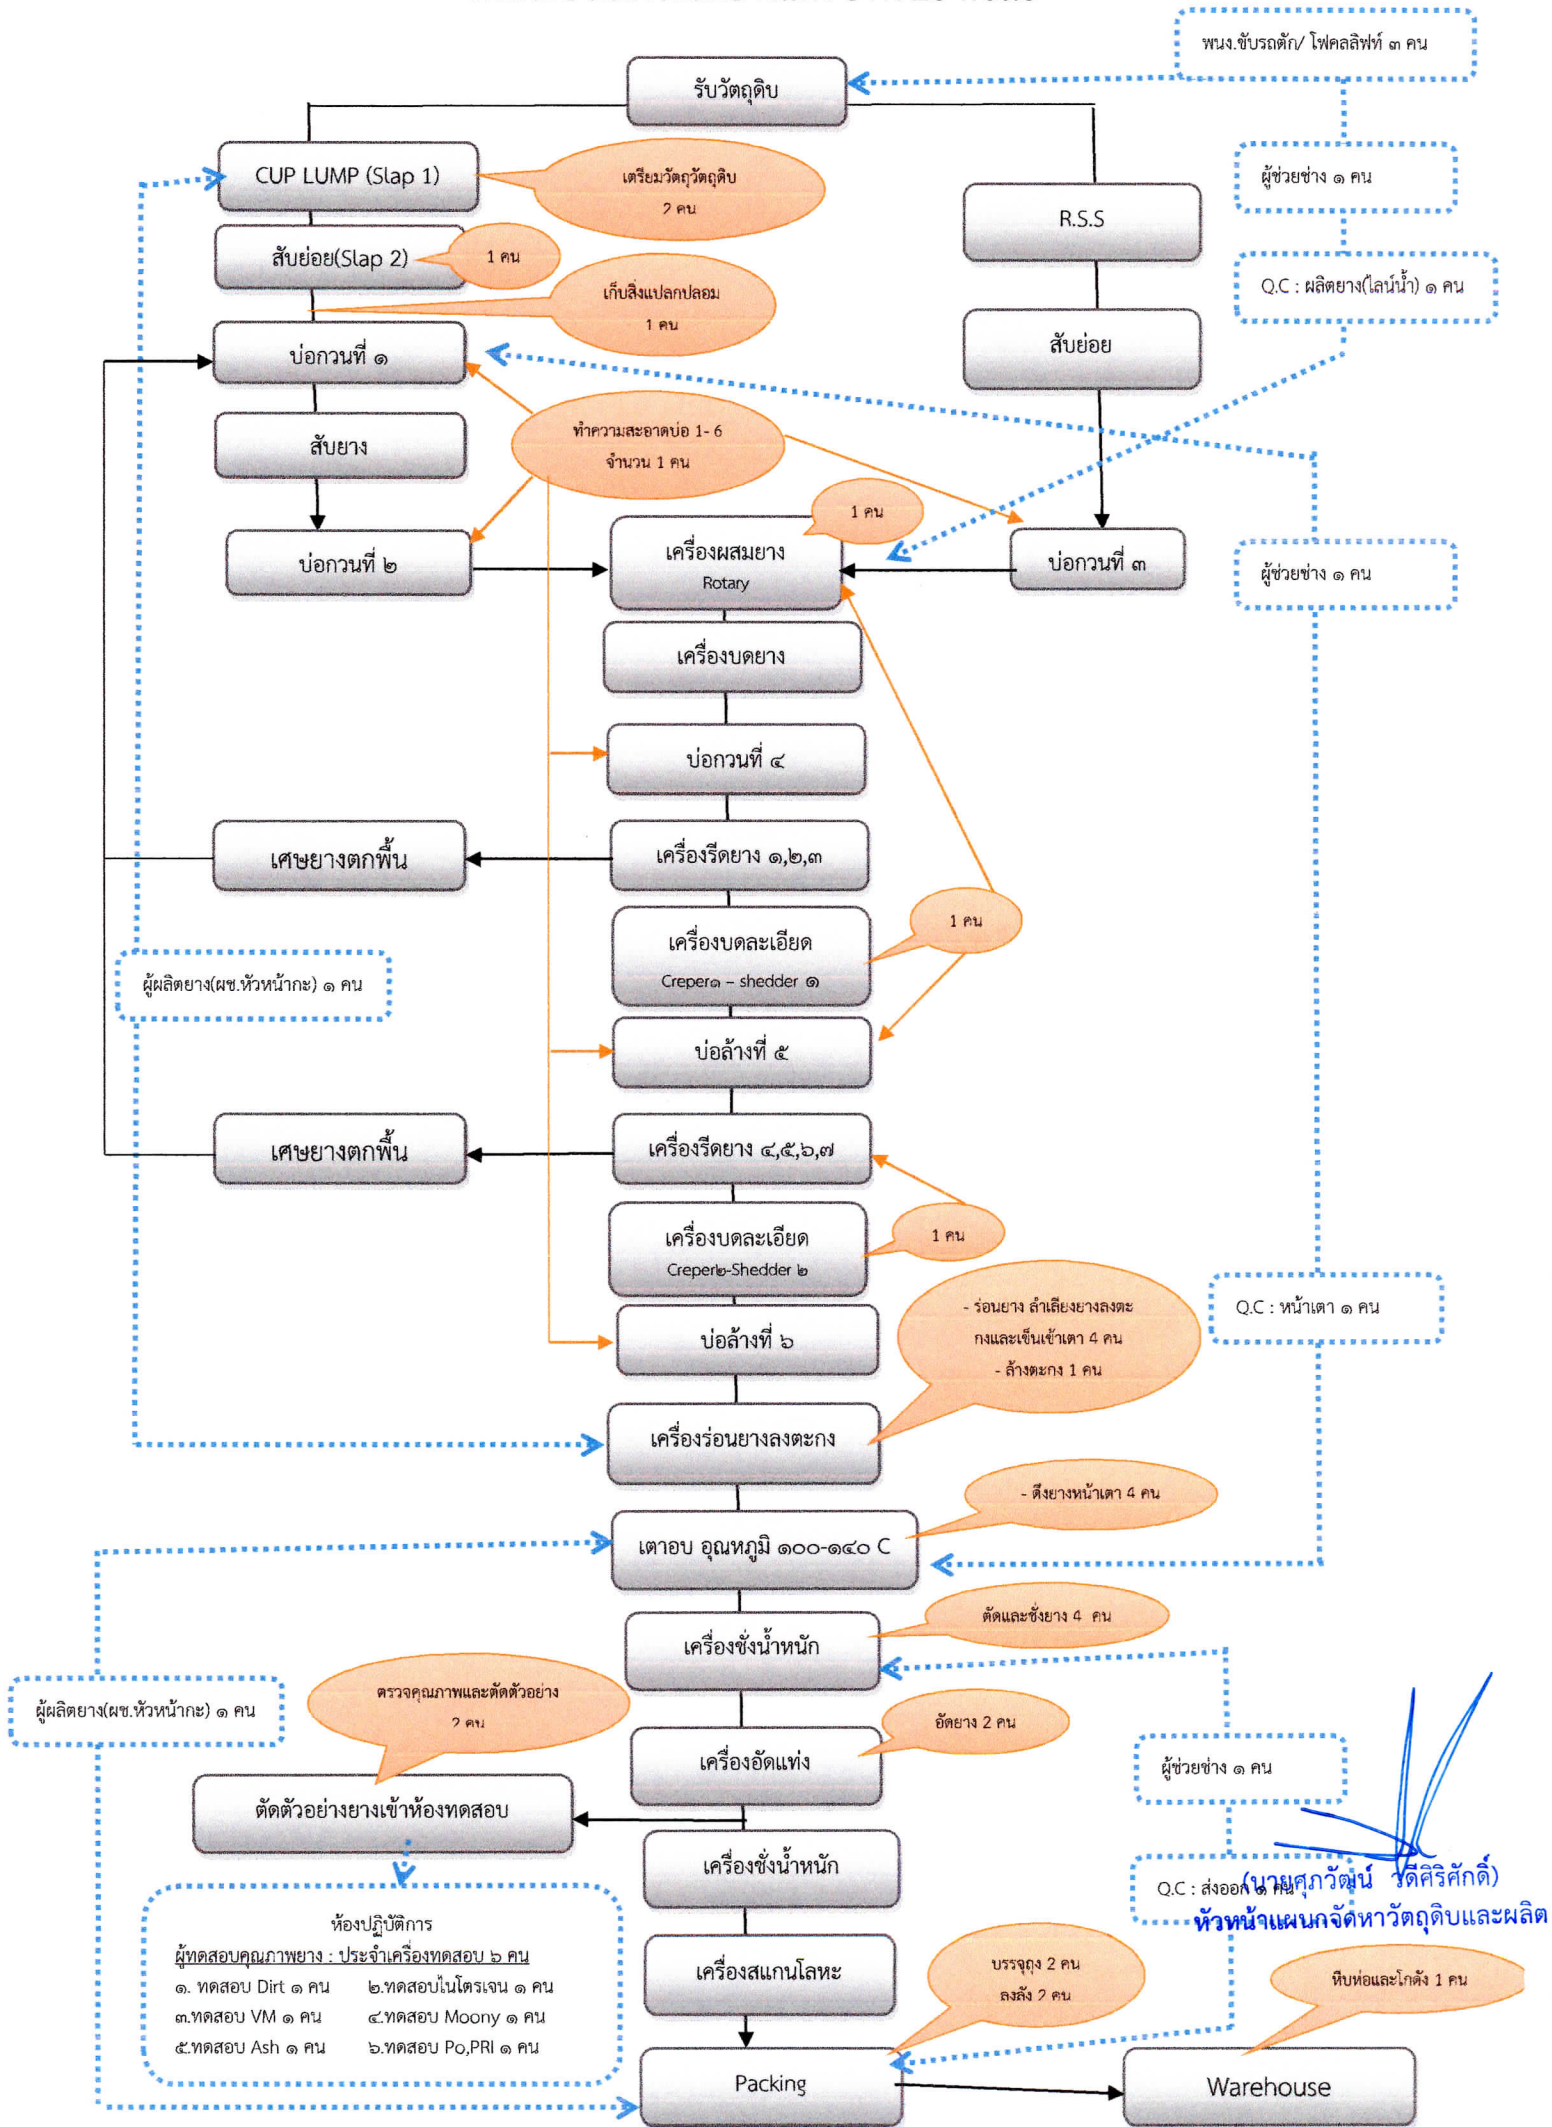 พนง.ขับรถตัก/ โฟคลลิฟท์ ๓ คน
รับวัตถุดิบ
CUP LUMP (Slap 1)
เตรียมวัตถุวัตถุดิบ
2 คน
ผู้ช่วยช่าง ๑ คน
R.S.S
สับย่อย(Slap 2)
1 คน
เก็บสิ่งแปลกปลอม
1 คน
Q.C : ผลิตยาง(ไลน์น้ำ) ๑ คน
บ่อกวนที่ ๑
สับย่อย
สับยาง
ทำความสะอาดบ่อ 1- 6
จำนวน 1 คน
1 คน
บ่อกวนที่ ๒
เครื่องผสมยาง
Rotary
บ่อกวนที่ ๓
ผู้ช่วยช่าง ๑ คน
เครื่องบดยาง
บ่อกวนที่ ๔
เศษยางตกพื้น
เครื่องรีดยาง ๑,๒,๓
1 คน
เครื่องบดละเอียด
Creper๑ – shedder ๑
ผู้ผลิตยาง(ผช.หัวหน้ากะ) ๑ คน
บ่อล้างที่ ๕
เศษยางตกพื้น
เครื่องรีดยาง ๔,๕,๖,๗
เครื่องบดละเอียด
Creper๒-Shedder ๒
1 คน
- ร่อนยาง ลำเลียงยางลงตะ
กงและเข็นเข้าเตา 4 คน
- ล้างตะกง 1 คน
Q.C : หน้าเตา ๑ คน
บ่อล้างที่ ๖
เครื่องร่อนยางลงตะกง
- ดึงยางหน้าเตา 4 คน
เตาอบ อุณหภูมิ ๑๐๐-๑๔๐ C
ตัดและชั่งยาง 4 คน
เครื่องชั่งน้ำหนัก
ผู้ผลิตยาง(ผช.หัวหน้ากะ) ๑ คน
ตรวจคุณภาพและตัดตัวอย่าง
2 คน
อัดยาง 2 คน
เครื่องอัดแท่ง
ผู้ช่วยช่าง ๑ คน
ตัดตัวอย่างยางเข้าห้องทดสอบ
เครื่องชั่งน้ำหนัก
Q.C : ส่งออก ๑ คน
(นายศุภวัฒน์ วดีศิริศักดิ์)
หัวหน้าแผนกจัดหาวัตถุดิบและผลิต
ห้องปฏิบัติการ
ผู้ทดสอบคุณภาพยาง : ประจำเครื่องทดสอบ ๖ คน
๑. ทดสอบ Dirt ๑ คน ๒.ทดสอบไนโตรเจน ๑ คน
๓.ทดสอบ VM ๑ คน ๔.ทดสอบ Moony ๑ คน
๕.ทดสอบ Ash ๑ คน ๖.ทดสอบ Po,PRI ๑ คน
เครื่องสแกนโลหะ
บรรจุถุง 2 คน
ลงลัง 2 คน
หีบห่อและโกดัง 1 คน
Packing
Warehouse